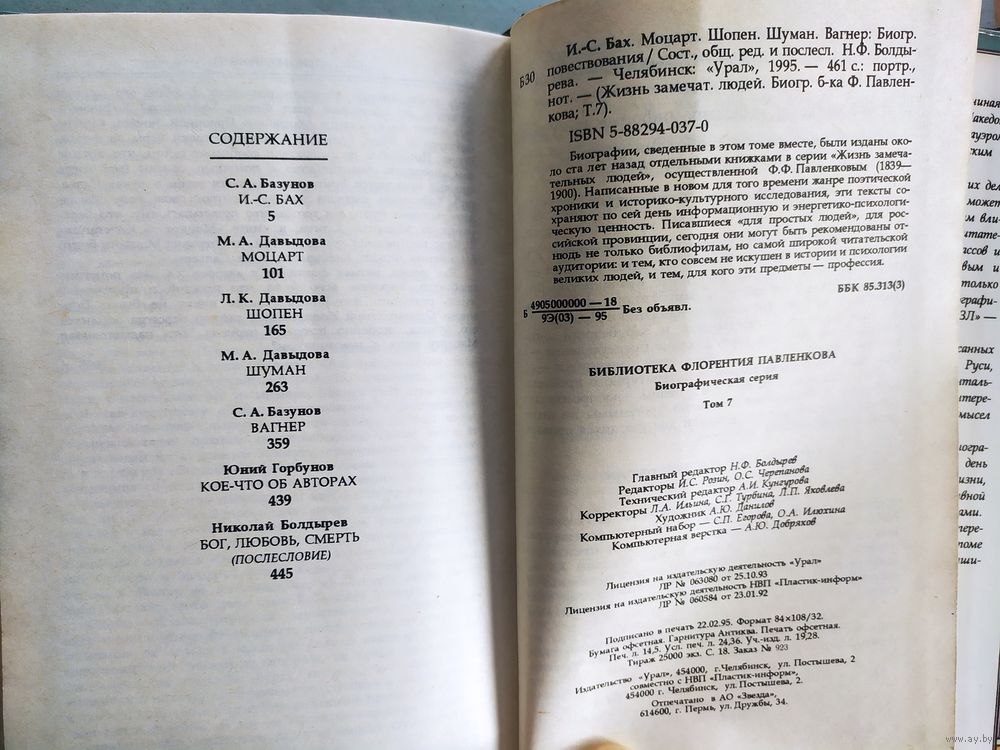 СОДЕРЖАНИЕ
С. А. Базунов
И.-С. БАХ
5
М. А. Давыдова
МОЦАРТ
101
Л. К. Давыдова
ШОПЕН
165
М. А. Давыдова
ШУМАН
263
С. А. Базунов
ВАГНЕР
359
Юний Горбунов
КОЕ-ЧТО ОБ АВТОРАХ
439
Николай Болдырев
БОГ, ЛЮБОВЬ, СМЕРТЬ
(ПОСЛЕСЛОВИЕ)
445
И.-С. Бах. Моцарт. Шопен. Шуман. Вагнер: Биогр.
Б30 повествования / Сост., общ. ред. и послесл. Н.Ф. Болды-
рева. — Челябинск: «Урал», 1995. — 461 с.: портр.,
нот. — (Жизнь замечат. людей. Биогр. б-ка Ф. Павлен-
кова; Т.7).
ISBN 5-88294-037-0
Биографии, сведенные в этом томе вместе, были изданы око-
ло ста лет назад отдельными книжками в серии «Жизнь замеча-
тельных людей», осуществленной Ф.Ф. Павленковым (1839—
1900). Написанные в новом для того времени жанре поэтической
хроники и историко-культурного исследования, эти тексты со-
храняют по сей день информационную и энергетико-психологи-
ческую ценность. Писавшиеся «для простых людей», для рос-
сийской провинции, сегодня они могут быть рекомендованы от-
нюдь не только библиофилам, но самой широкой читательской
аудитории: и тем, кто совсем не искушен в истории и психологии
великих людей, и тем, для кого эти предметы — профессия.
ББК 85.313(3)
Б 4905000000 — 18
9Э(03) — 95 Без объявл.
БИБЛИОТЕКА ФЛОРЕНТИЯ ПАВЛЕНКОВА
Биографическая серия
Том 7
Главный редактор Н.Ф. Болдырев
Редакторы И.С. Розин, О.С. Черепанова
Технический редактор А.И. Кунгурова
Корректоры Л.А. Ильина, С.Г. Турбина, Л.П. Яковлева
Художник А.Ю. Данилов
Компьютерный набор — С.П. Егорова, О.А. Илюхина
Компьютерная верстка — А.Ю. Добряков
Лицензия на издательскую деятельность «Урал»
ЛР № 063080 от 25.10.93
Лицензия на издательскую деятельность НВП «Пластик-информ»
ЛР № 060584 от 23.01.92
Подписано в печать 22.02.95. Формат 84×108/32.
Бумага офсетная. Гарнитура Антиква. Печать офсетная.
Печ. л. 14,5. Усл. печ. л. 24,36. Уч.-изд. л. 19,28.
Тираж 25000 экз. С. 18. Заказ № 923
Издательство «Урал», 454000, г.Челябинск, ул. Постышева, 2
совместно с НВП «Пластик-информ»,
454000 г. Челябинск, ул. Постышева, 2.
Отпечатано в АО «Звезда»,
614600, г. Пермь, ул. Дружбы, 34.
их дел
может
ассов и
вым и
только
ЗЛ» —
Руси,
день
www.ay.by